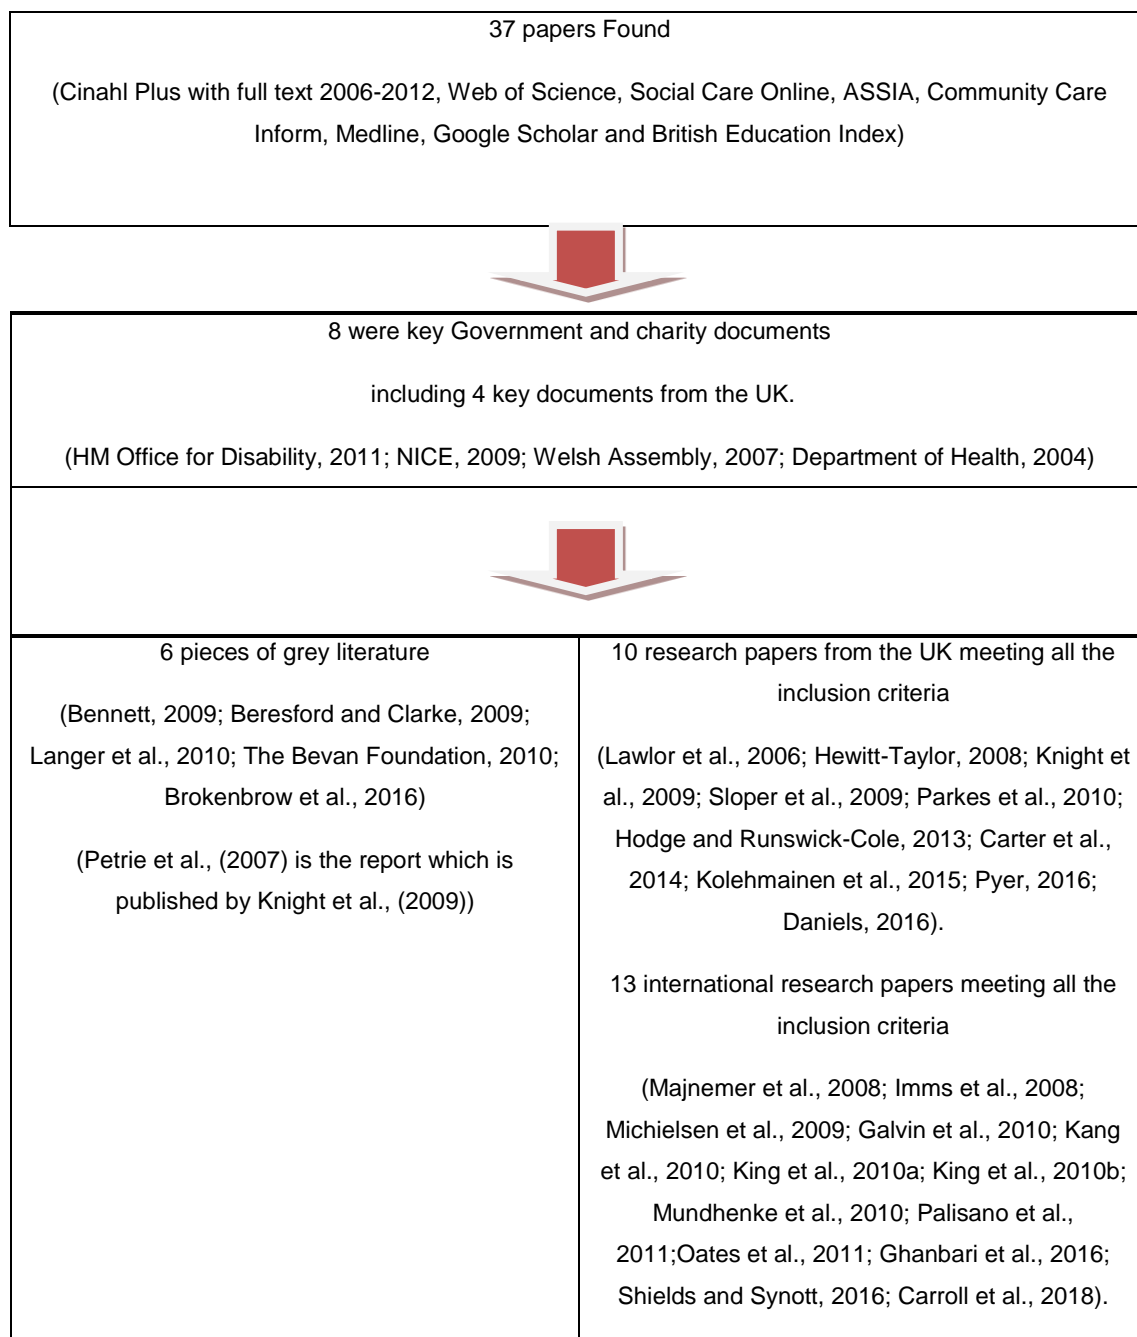 37 papers Found
(Cinahl Plus with full text 2006-2012, Web of Science, Social Care Online, ASSIA, Community Care
Inform, Medline, Google Scholar and British Education Index)
8 were key Government and charity documents
including 4 key documents from the UK.
(HM Office for Disability, 2011; NICE, 2009; Welsh Assembly, 2007; Department of Health, 2004)
6 pieces of grey literature
(Bennett, 2009; Beresford and Clarke, 2009;
Langer et al., 2010; The Bevan Foundation, 2010;
Brokenbrow et al., 2016)
(Petrie et al., (2007) is the report which is
published by Knight et al., (2009))
10 research papers from the UK meeting all the
inclusion criteria
(Lawlor et al., 2006; Hewitt-Taylor, 2008; Knight et
al., 2009; Sloper et al., 2009; Parkes et al., 2010;
Hodge and Runswick-Cole, 2013; Carter et al.,
2014; Kolehmainen et al., 2015; Pyer, 2016;
Daniels, 2016).
13 international research papers meeting all the
inclusion criteria
(Majnemer et al., 2008; Imms et al., 2008;
Michielsen et al., 2009; Galvin et al., 2010; Kang
et al., 2010; King et al., 2010a; King et al., 2010b;
Mundhenke et al., 2010; Palisano et al.,
2011;Oates et al., 2011; Ghanbari et al., 2016;
Shields and Synott, 2016; Carroll et al., 2018).